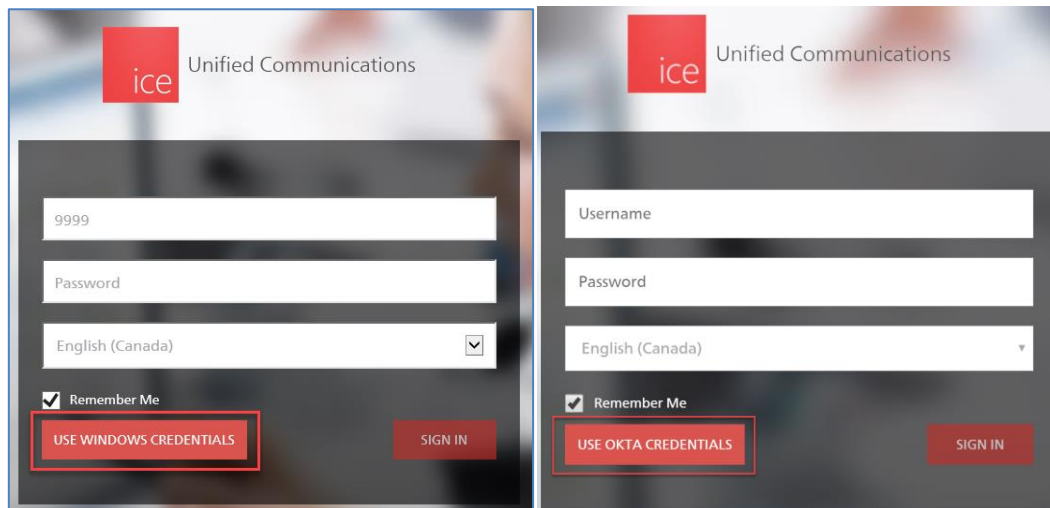 ice Unified Communications
9999
Password
English (Canada)
Remember Me
USE WINDOWS CREDENTIALS SIGN IN
ice Unified Communications
Username
Password
English (Canada)
Remember Me
USE OKTA CREDENTIALS SIGN IN